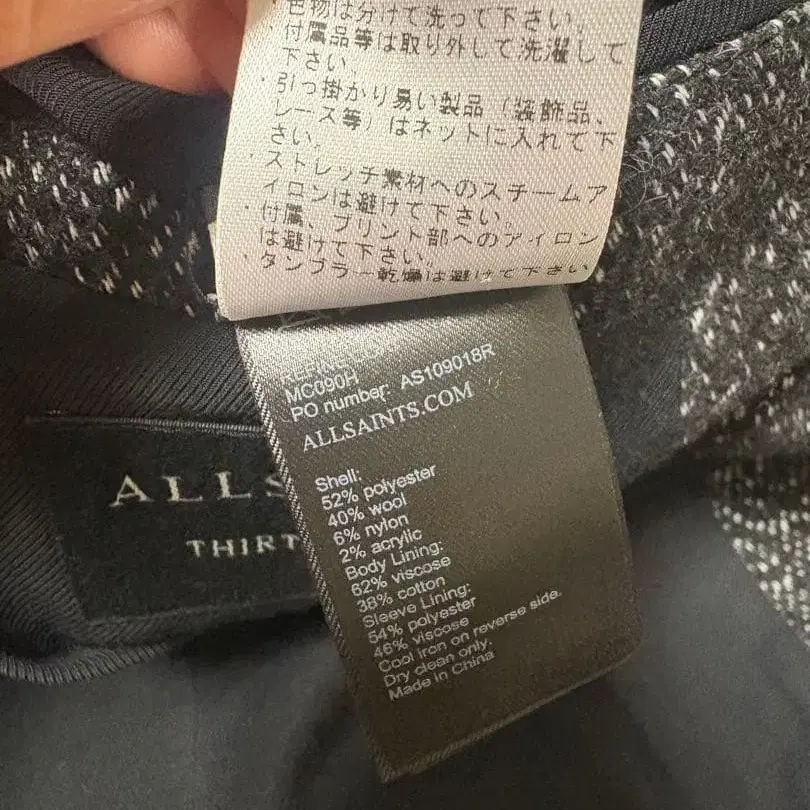 色物は分けて洗って下さい。
・付属品等は取り外して洗濯して
下さい。
・引っ掛かり易い製品（装飾品、
レース等）はネットに入れて下
さい。
・ストレッチ素材へのスチームア
イロンは避けて下さい。
・付属、プリント部へのアイロン
は避けて下さい。
・タンブラー乾燥は避けて下さい
MC090H
PO number: AS109018R
ALLSAINTS.COM
Shell:
52% polyester
40% wool
6% nylon
2% acrylic
Body Lining:
62% viscose
38% cotton
Sleeve Lining:
54% polyester
46% viscose
Cool iron on reverse side.
Dry clean only.
Made in China
ALLS
THIRT